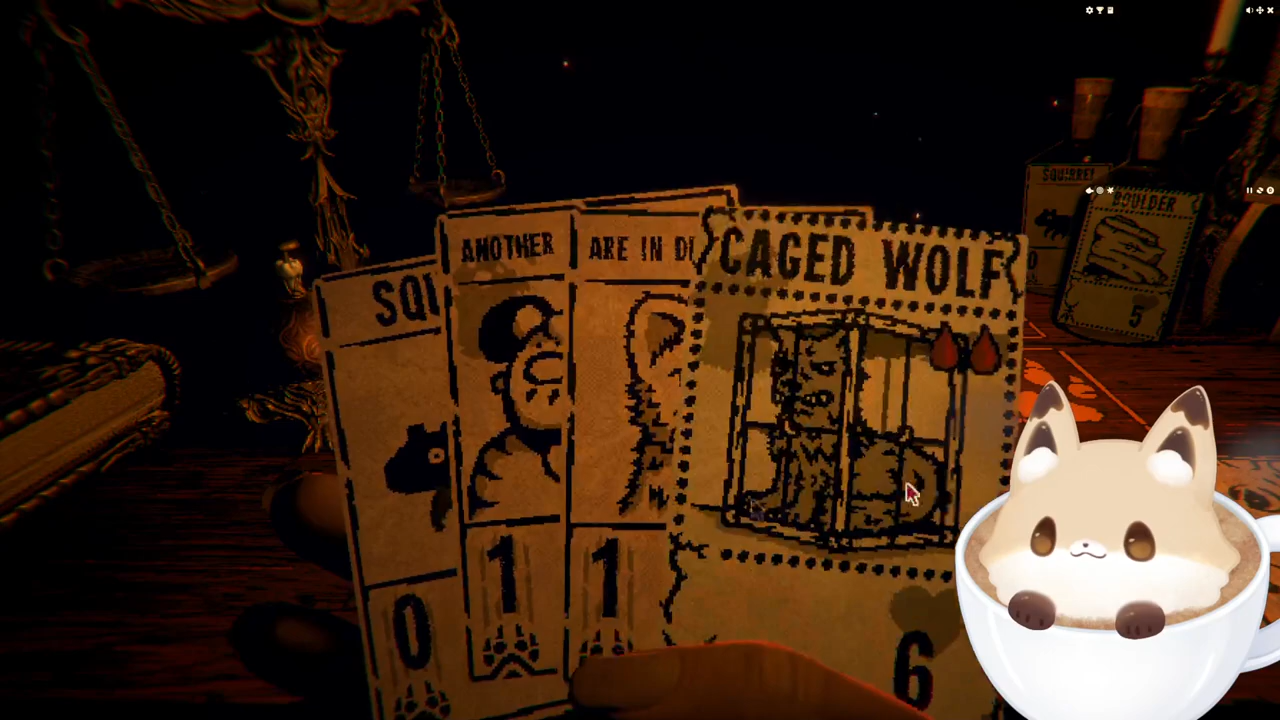 SQUIRREL
BOULDER
5
SQU
ANOTHER
ARE IN DI
CAGED WOLF
0
1
1
6